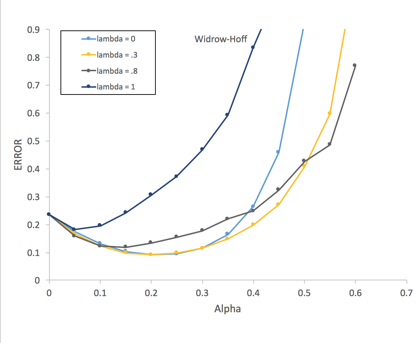 0.9
Widrow-Hoff
lambda = 0
0.8
lambda = .3
lambda = .8
0.7
lambda = 1
0.6
0.5
ERROR
0.4
0.3
0.2
0.1
0
0 0.1 0.2 0.3 0.4 0.5 0.6 0.7
Alpha